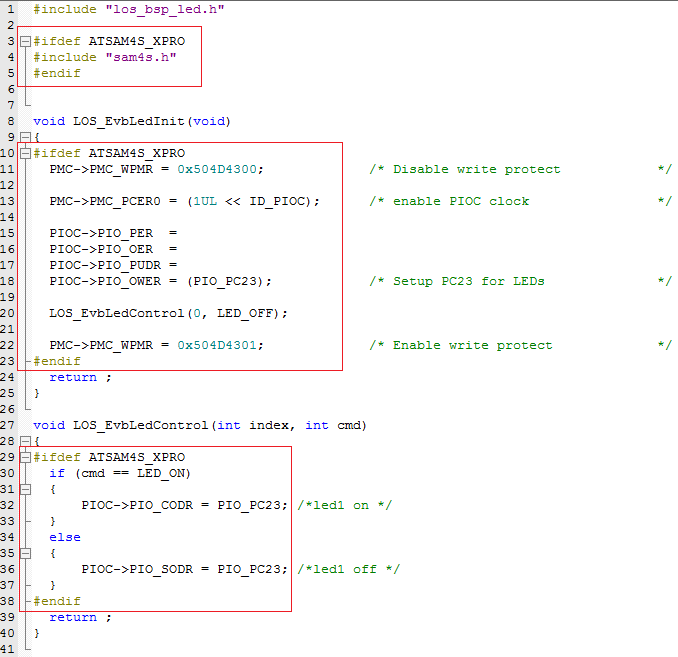 1 #include "los_bsp_led.h"
2
3 #ifdef ATSAM4S_XPRO
4 #include "sam4s.h"
5 #endif
6
7
8 void LOS_EvbLedInit(void)
9 {
10 #ifdef ATSAM4S_XPRO
11   PMC->PMC_WPMR = 0x504D4300;             /* Disable write protect            */
12
13   PMC->PMC_PCER0 = (1UL << ID_PIOC);      /* enable PIOC clock                */
14
15   PIOC->PIO_PER  =
16   PIOC->PIO_OER  =
17   PIOC->PIO_PUDR =
18   PIOC->PIO_OWER = (PIO_PC23);            /* Setup PC23 for LEDs              */
19
20   LOS_EvbLedControl(0, LED_OFF);
21
22   PMC->PMC_WPMR = 0x504D4301;             /* Enable write protect             */
23 #endif
24   return ;
25 }
26
27 void LOS_EvbLedControl(int index, int cmd)
28 {
29 #ifdef ATSAM4S_XPRO
30   if (cmd == LED_ON)
31   {
32       PIOC->PIO_CODR = PIO_PC23; /*led1 on */
33   }
34   else
35   {
36       PIOC->PIO_SODR = PIO_PC23; /*led1 off */
37   }
38 #endif
39   return ;
40 }
41